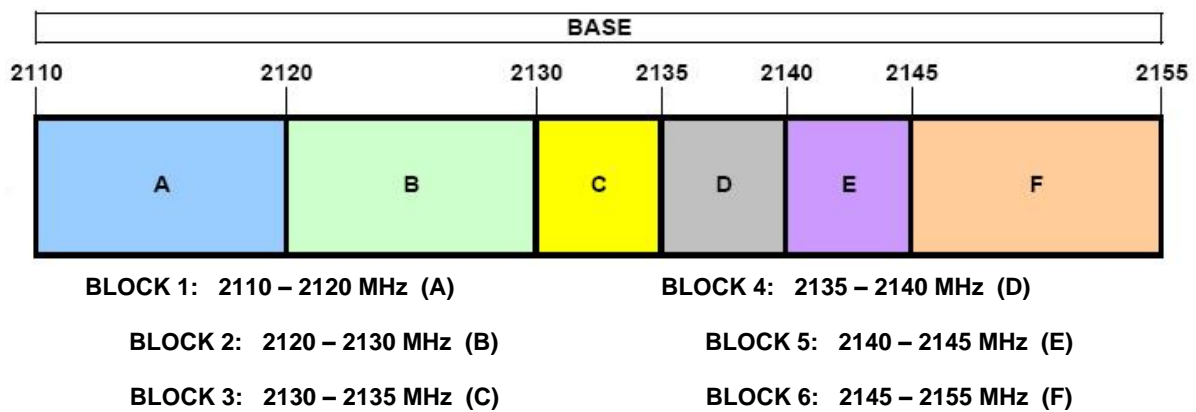 BASE
2110 2120 2130 2135 2140 2145 2155
A B C D E F
BLOCK 1: 2110 – 2120 MHz (A)
BLOCK 4: 2135 – 2140 MHz (D)
BLOCK 2: 2120 – 2130 MHz (B)
BLOCK 5: 2140 – 2145 MHz (E)
BLOCK 3: 2130 – 2135 MHz (C)
BLOCK 6: 2145 – 2155 MHz (F)